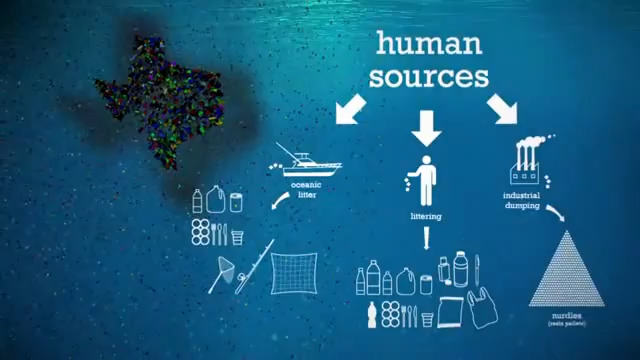 human
sources
oceanic
litter
littering
industrial
dumping
nurdles
(resin pellets)